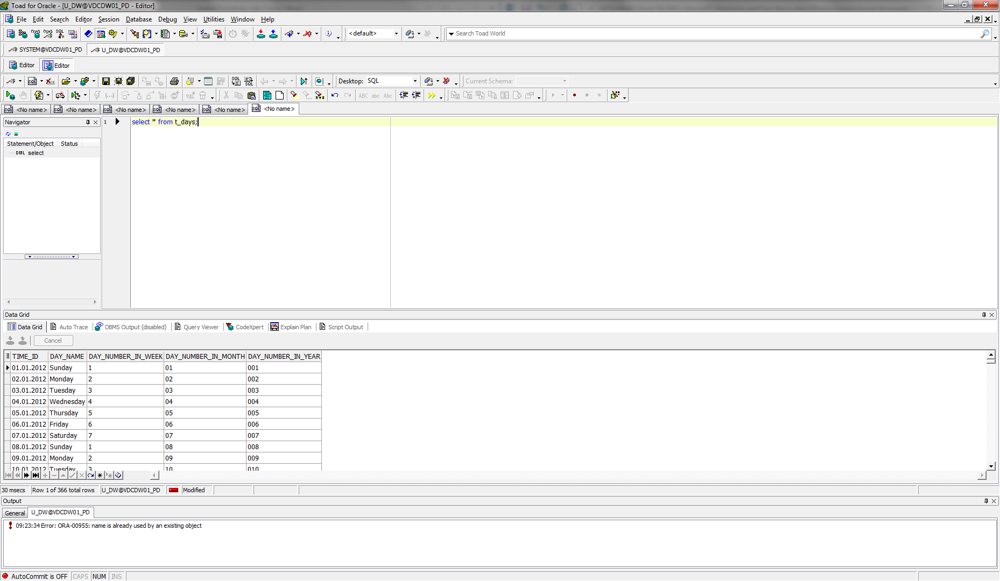 Toad for Oracle - [U_DW@VDCDW01_PD - Editor]
File Edit Search Editor Session Database Debug View Utilities Window Help
<default> Search Toad World
SYSTEM@VDCDW01_PD U_DW@VDCDW01_PD
Editor Editor
SQL SQL SQL Desktop: SQL Current Schema:
ABC abc Abc
SQL <No name> SQL <No name> SQL <No name> SQL <No name> SQL <No name> SQL <No name>
Navigator
1 select * from t_days;
Statement/Object Status
DML select
Data Grid
Data Grid Auto Trace DBMS Output (disabled) Query Viewer CodeXpert Explain Plan Script Output
Cancel
TIME_ID DAY_NAME DAY_NUMBER_IN_WEEK DAY_NUMBER_IN_MONTH DAY_NUMBER_IN_YEAR
01.01.2012 Sunday 1 01 001
02.01.2012 Monday 2 02 002
03.01.2012 Tuesday 3 03 003
04.01.2012 Wednesday 4 04 004
05.01.2012 Thursday 5 05 005
06.01.2012 Friday 6 06 006
07.01.2012 Saturday 7 07 007
08.01.2012 Sunday 1 08 008
09.01.2012 Monday 2 09 009
10.01.2012 Tuesday 3 10 010
30 msecs Row 1 of 366 total rows U_DW@VDCDW01_PD Modified
Output
General U_DW@VDCDW01_PD
09:23:34 Error: ORA-00955: name is already used by an existing object
AutoCommit is OFF CAPS NUM INS